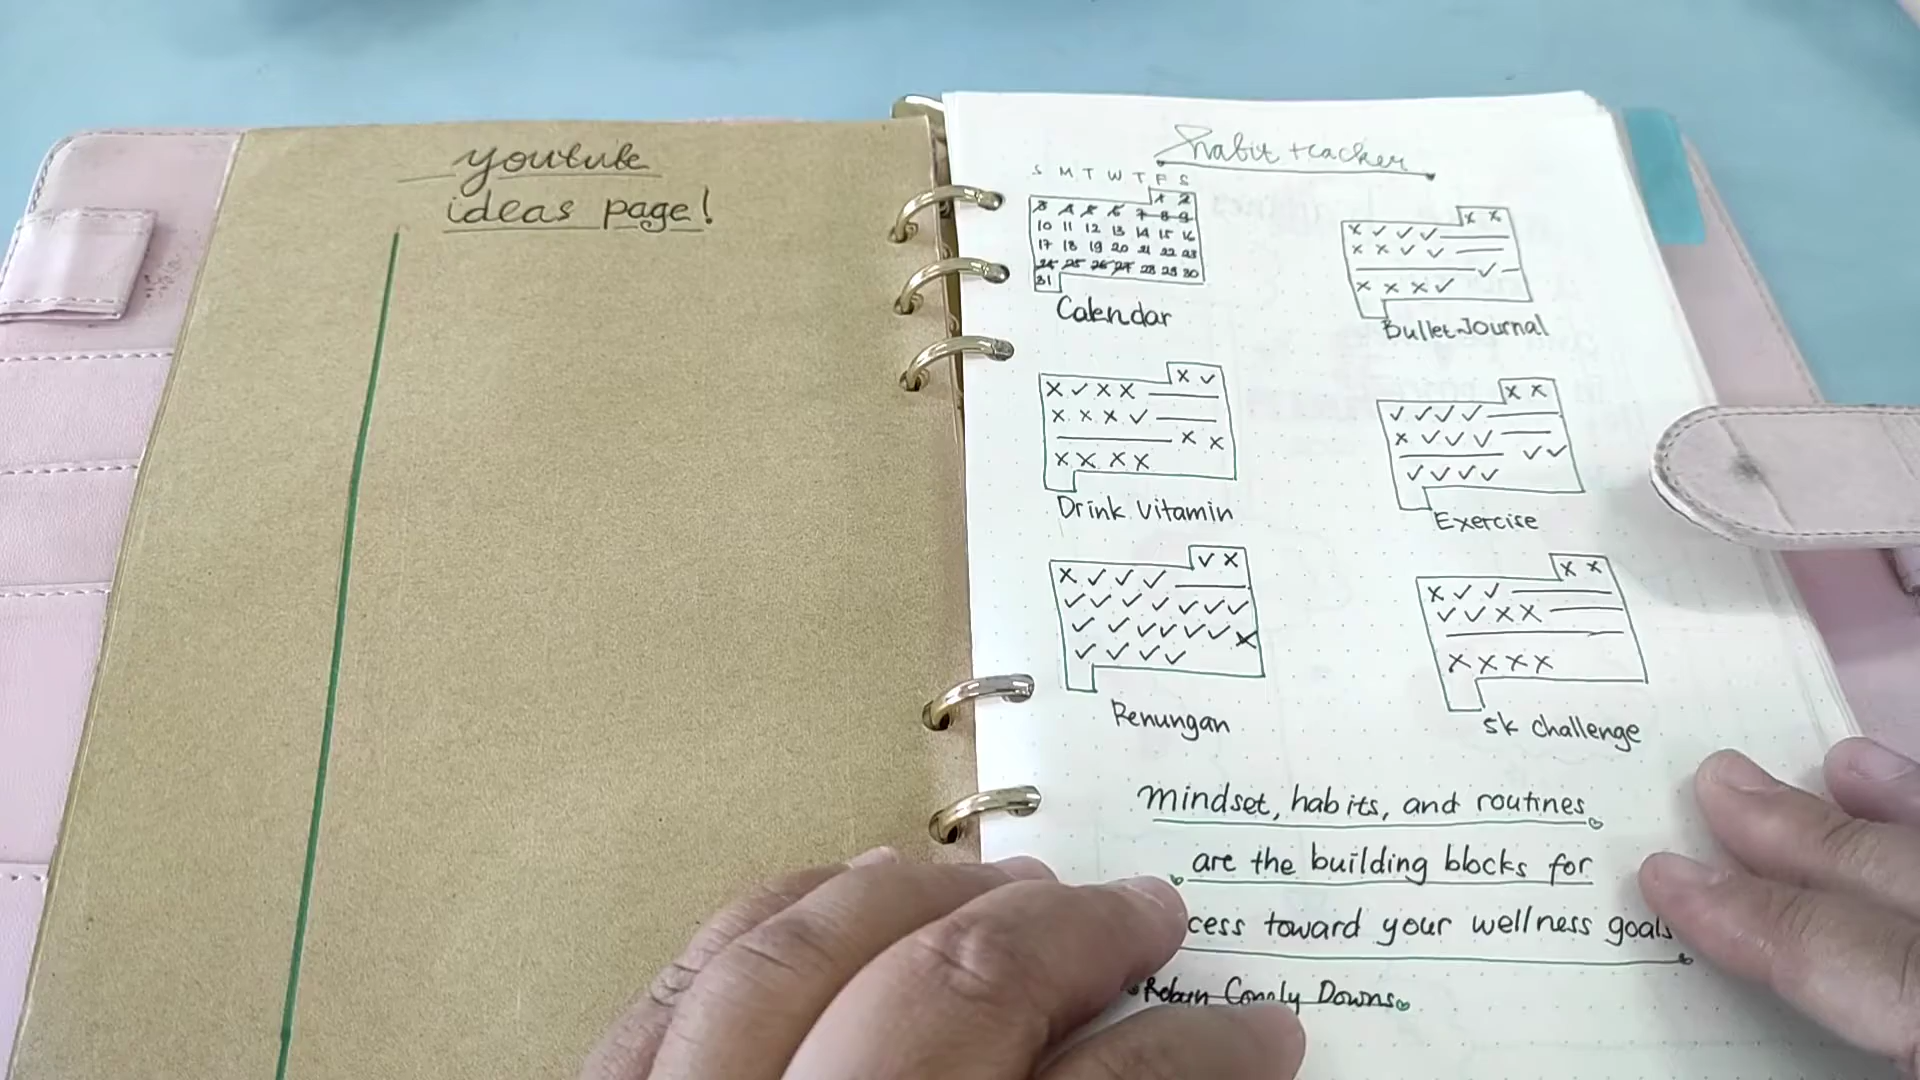 youtube
ideas page!
habit tracker
S M T W T F S
1 2
3 4 5 6 7 8 9
10 11 12 13 14 15 16
17 18 19 20 21 22 23
24 25 26 27 28 29 30
31
Calendar
Bullet Journal
Drink Vitamin
Exercise
Renungan
5k challenge
mindset, habits, and routines
are the building blocks for
cess toward your wellness goals
Conly Downs